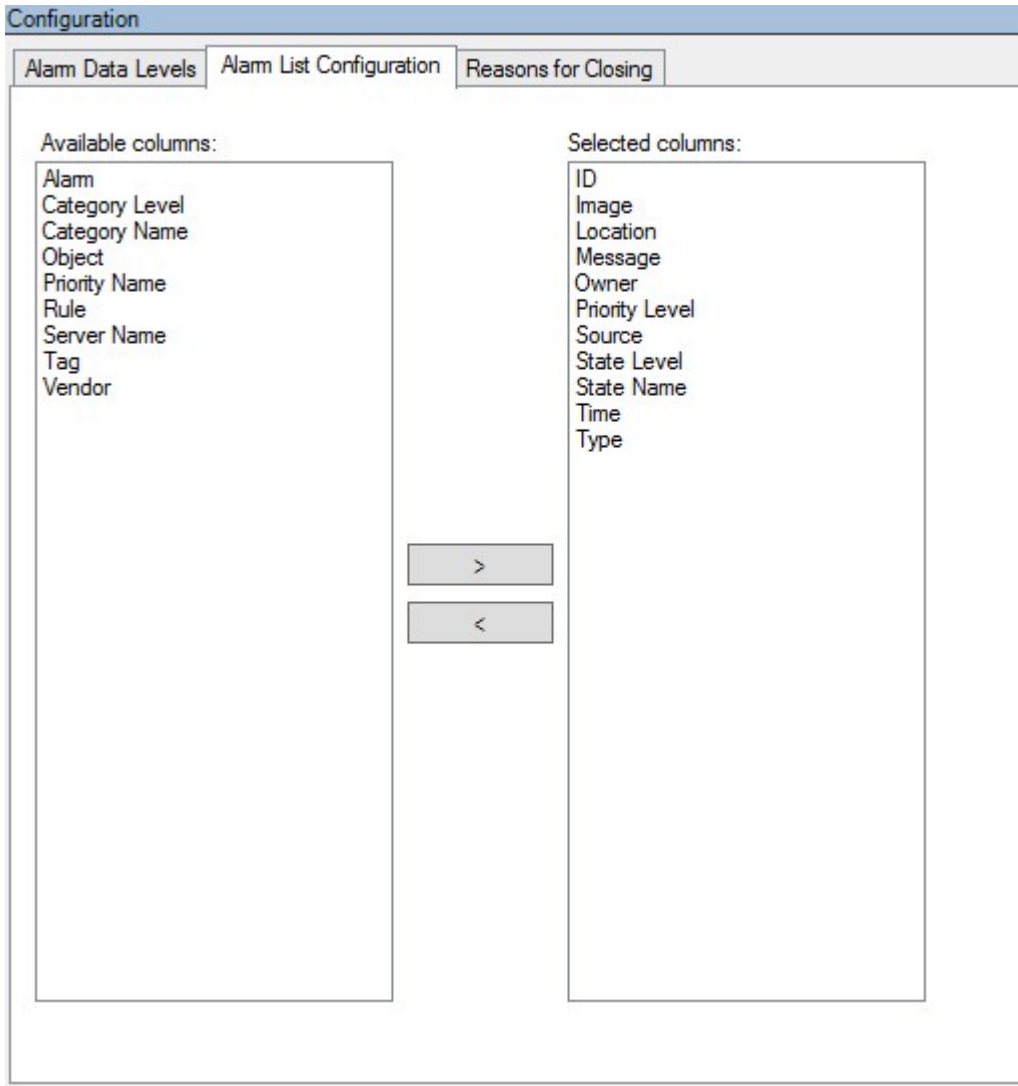 Configuration
Alarm Data Levels
Alarm List Configuration
Reasons for Closing
Available columns:
Alarm
Category Level
Category Name
Object
Priority Name
Rule
Server Name
Tag
Vendor
>
<
Selected columns:
ID
Image
Location
Message
Owner
Priority Level
Source
State Level
State Name
Time
Type